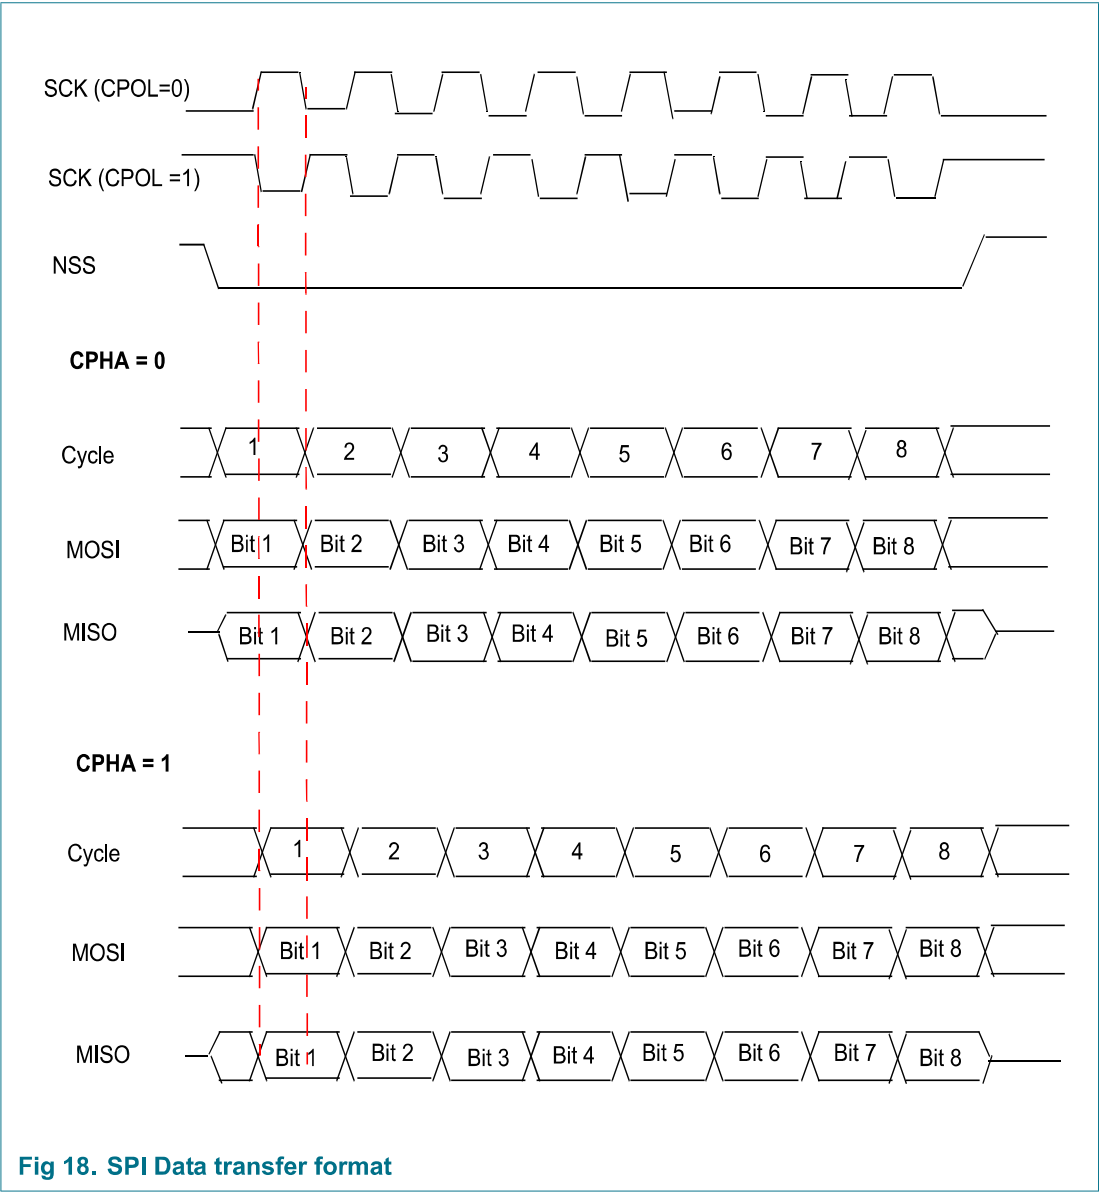 SCK (CPOL=0)
SCK (CPOL =1)
NSS
CPHA = 0
Cycle 1 2 3 4 5 6 7 8
MOSI Bit 1 Bit 2 Bit 3 Bit 4 Bit 5 Bit 6 Bit 7 Bit 8
MISO Bit 1 Bit 2 Bit 3 Bit 4 Bit 5 Bit 6 Bit 7 Bit 8
CPHA = 1
Cycle 1 2 3 4 5 6 7 8
MOSI Bit 1 Bit 2 Bit 3 Bit 4 Bit 5 Bit 6 Bit 7 Bit 8
MISO Bit 1 Bit 2 Bit 3 Bit 4 Bit 5 Bit 6 Bit 7 Bit 8
Fig 18. SPI Data transfer format